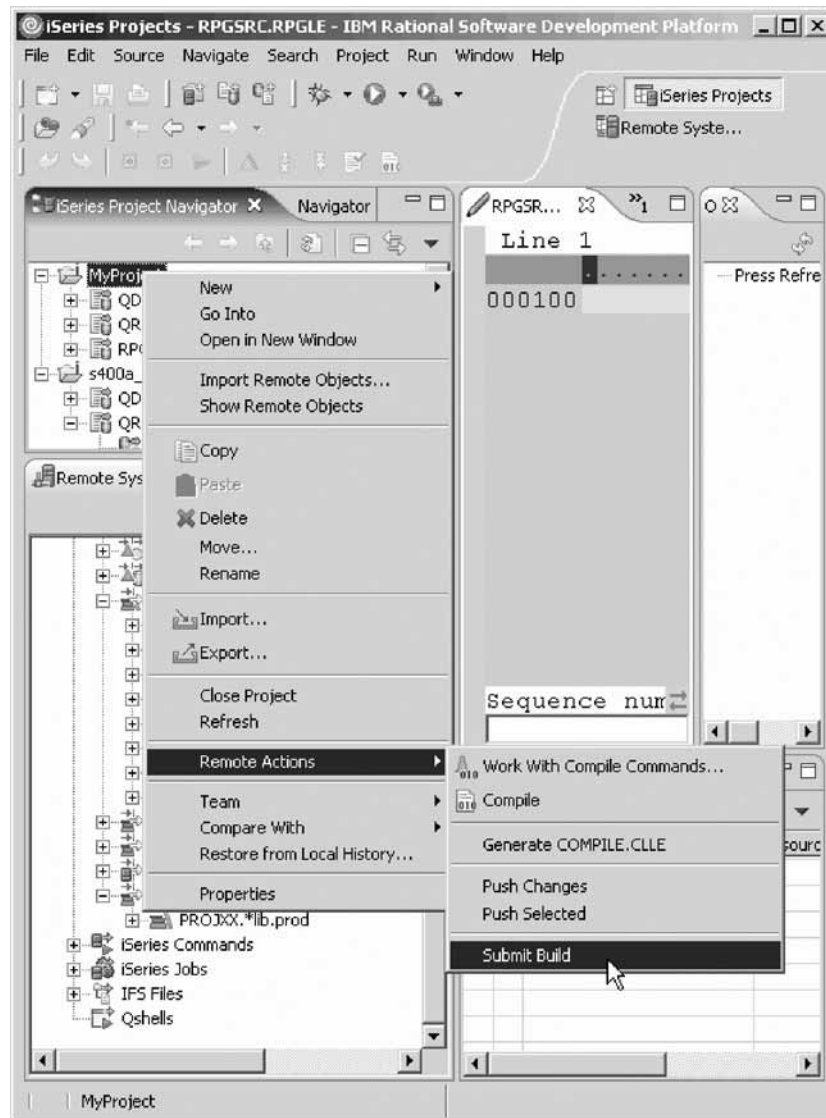 iSeries Projects - RPGSRC.RPGLE - IBM Rational Software Development Platform
File Edit Source Navigate Search Project Run Window Help
iSeries Projects
Remote Syste...
iSeries Project Navigator
Navigator
RPGSR...
»1
O
Line 1
000100
Press Refre
MyProj
QD
QR
RPG
s400a_
QD
QR
New
Go Into
Open in New Window
Import Remote Objects...
Show Remote Objects
Copy
Paste
Delete
Move...
Rename
Import...
Export...
Close Project
Refresh
Remote Actions
Team
Compare With
Restore from Local History...
Properties
Remote Sys
Sequence num
Work With Compile Commands...
Compile
Generate COMPILE.CLLE
Push Changes
Push Selected
Submit Build
sourc
PROJXX.*lib.prod
iSeries Commands
iSeries Jobs
IFS Files
Qshells
MyProject